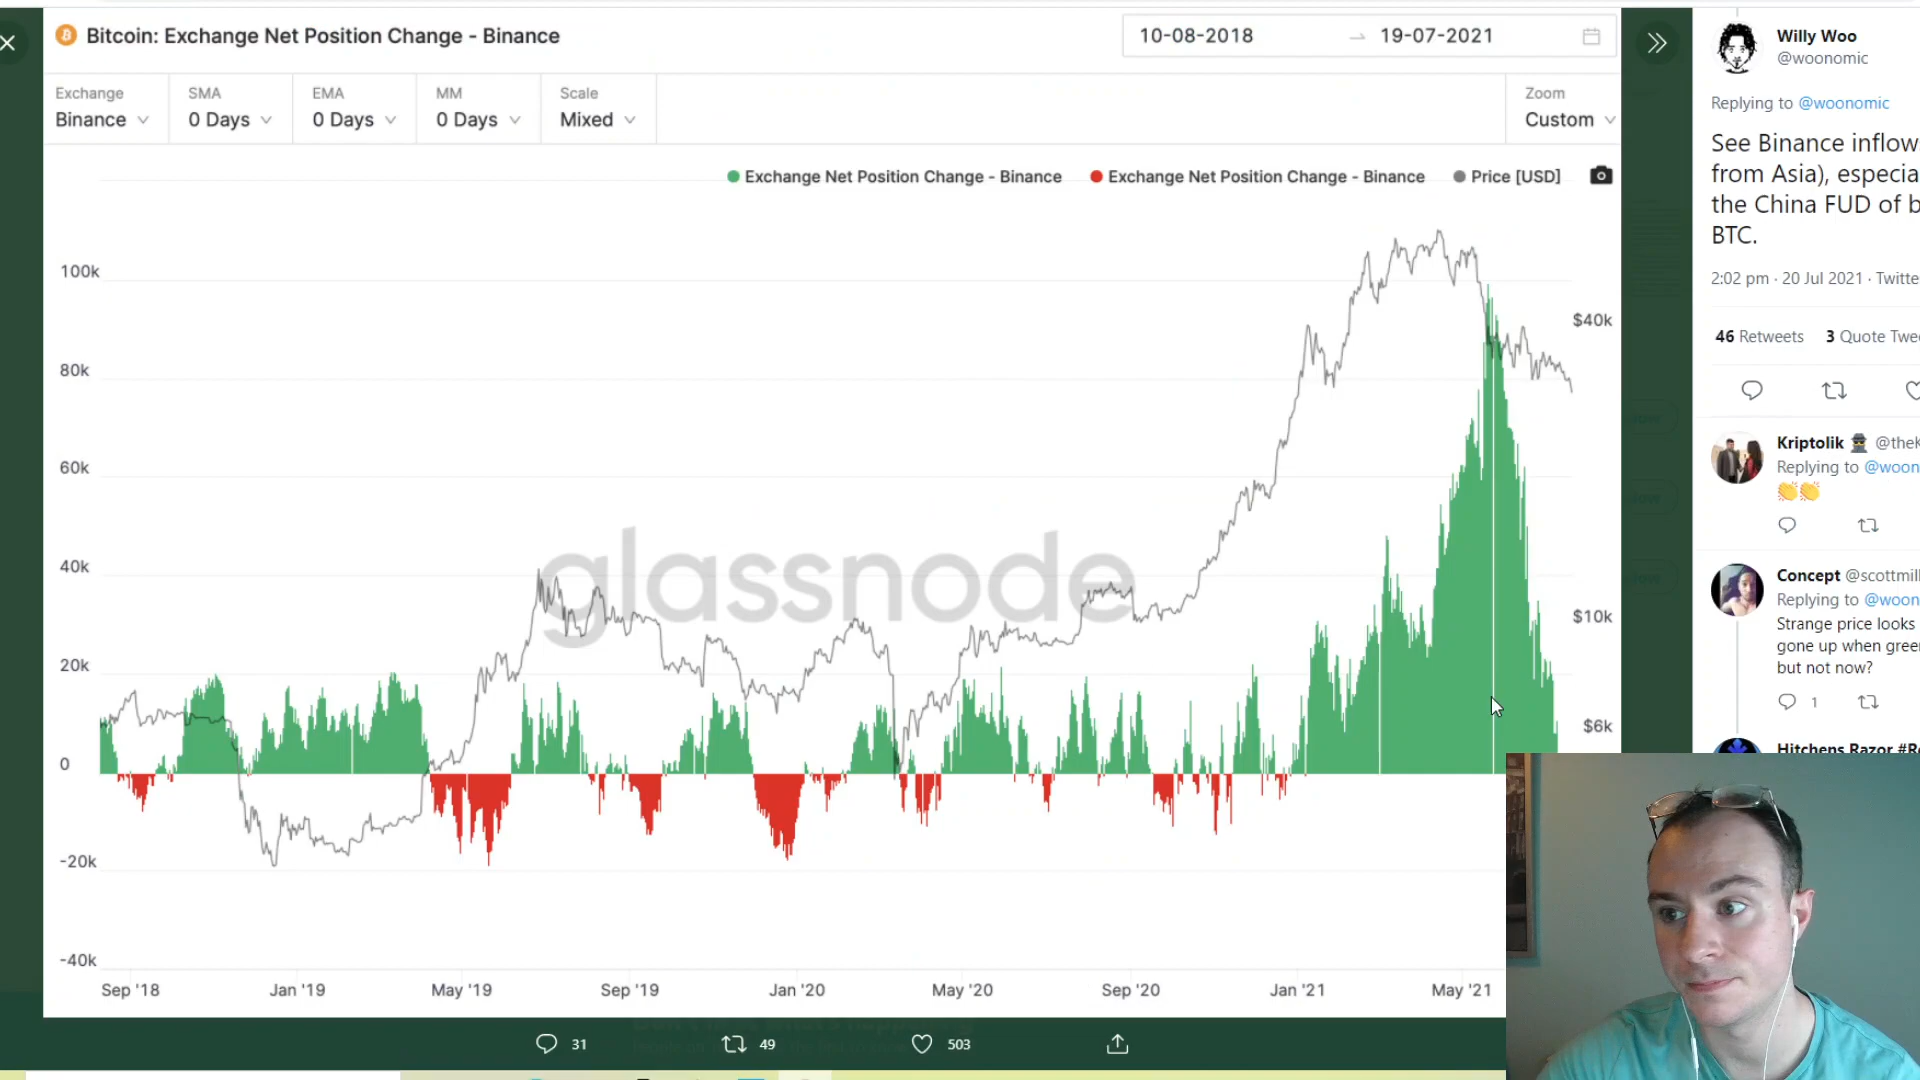 Bitcoin: Exchange Net Position Change - Binance
10-08-2018 → 19-07-2021
Exchange SMA EMA MM Scale Zoom
Binance 0 Days 0 Days 0 Days Mixed Custom
Exchange Net Position Change - Binance Exchange Net Position Change - Binance Price [USD]
100k
80k
60k
40k
20k
0
-20k
-40k
$40k
$10k
$6k
glassnode
Sep '18 Jan '19 May '19 Sep '19 Jan '20 May '20 Sep '20 Jan '21 May '21
31 49 503
Willy Woo
@woonomic
Replying to @woonomic
See Binance inflows
from Asia), especia
the China FUD of b
BTC.
2:02 pm · 20 Jul 2021 · Twitte
46 Retweets 3 Quote Twee
Kriptolik @thek
Replying to @woon
Concept @scottmill
Replying to @woon
Strange price looks
gone up when gree
but not now?
1
Hitchens Razor #R